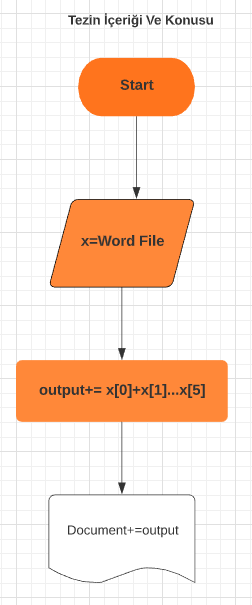 Tezin İçeriği Ve Konusu
Start
x=Word File
output+= x[0]+x[1]...x[5]
Document+=output